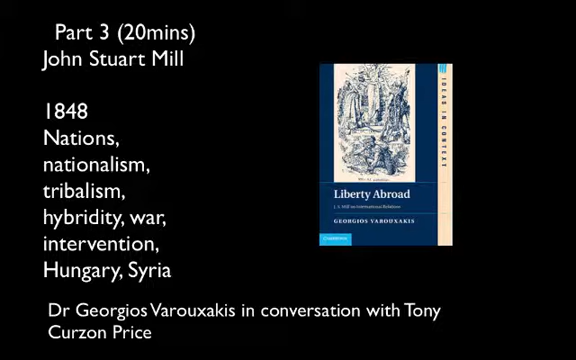 Part 3 (20mins)
John Stuart Mill
1848
Nations,
nationalism,
tribalism,
hybridity, war,
intervention,
Hungary, Syria
IDEAS IN CONTEXT
Liberty Abroad
J. S. Mill on International Relations
GEORGIOS VAROUXAKIS
CAMBRIDGE
Dr Georgios Varouxakis in conversation with Tony
Curzon Price